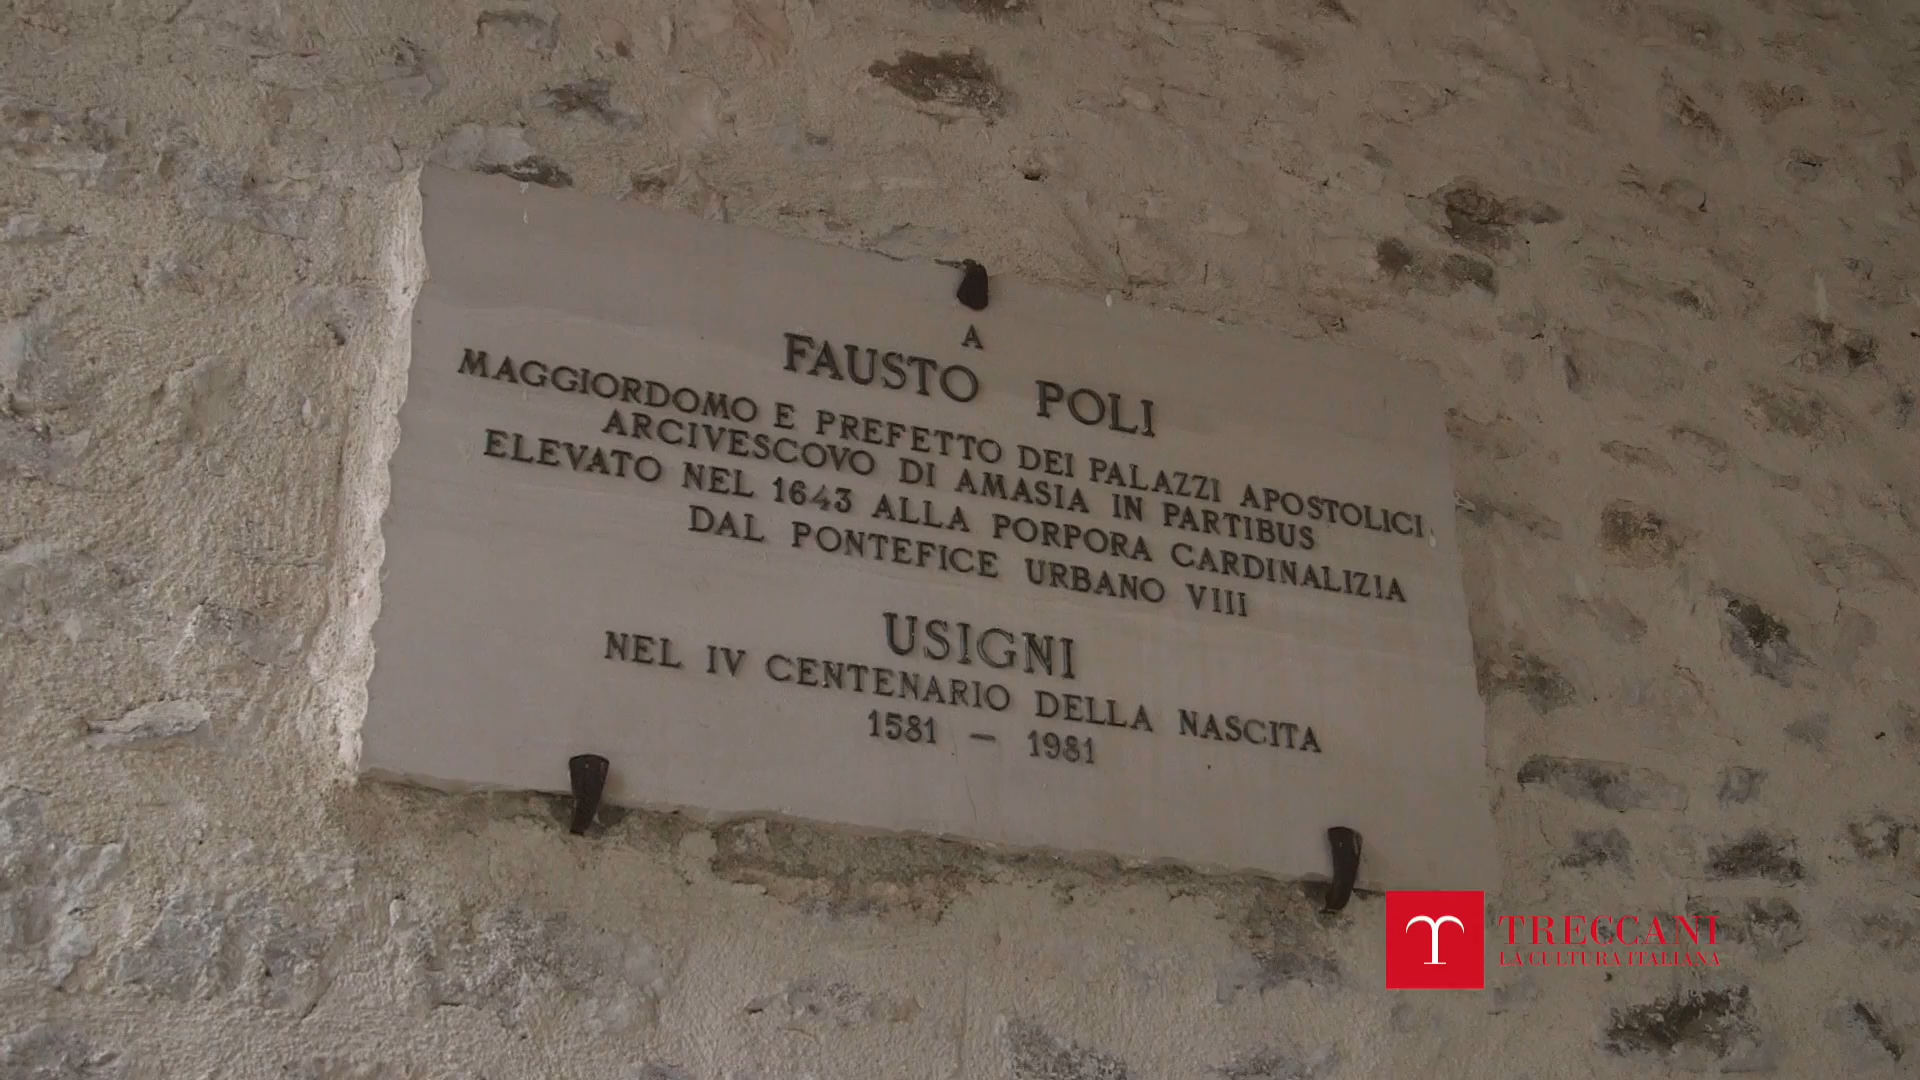 A
FAUSTO POLI
MAGGIORDOMO E PREFETTO DEI PALAZZI APOSTOLICI
ARCIVESCOVO DI AMASIA IN PARTIBUS
ELEVATO NEL 1643 ALLA PORPORA CARDINALIZIA
DAL PONTEFICE URBANO VIII
USIGNI
NEL IV CENTENARIO DELLA NASCITA
1581 - 1981
TRECCANI
LA CULTURA ITALIANA